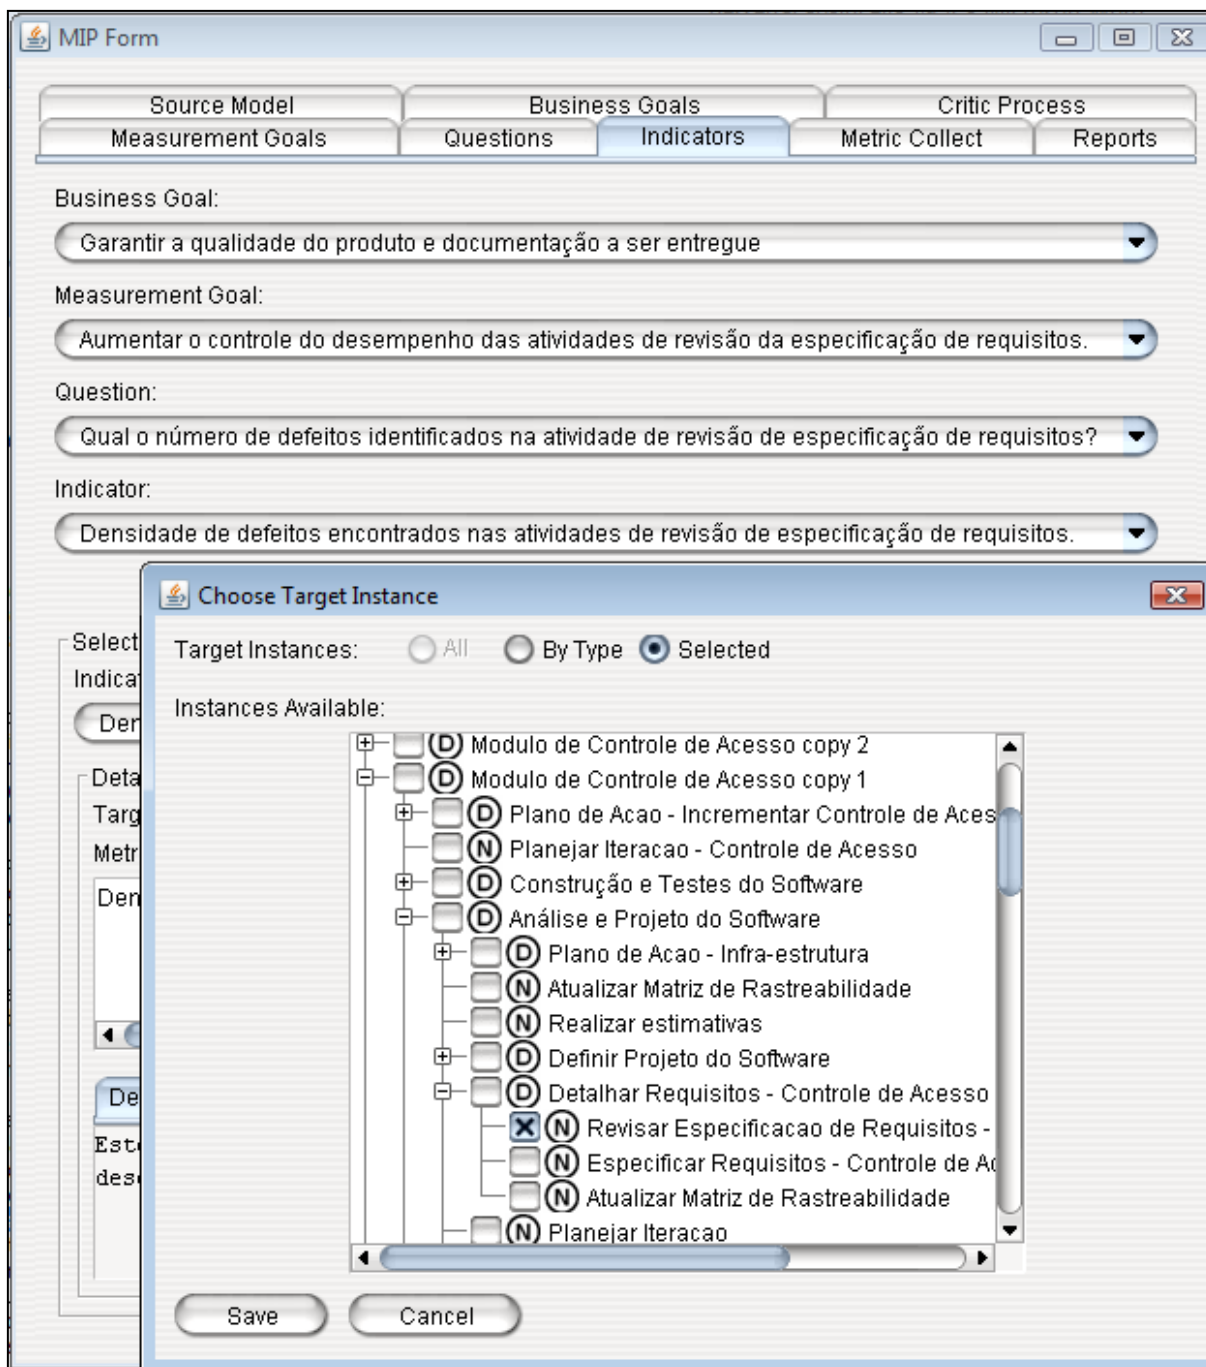 MIP Form
Source Model Business Goals Critic Process
Measurement Goals Questions Indicators Metric Collect Reports
Business Goal:
Garantir a qualidade do produto e documentação a ser entregue
Measurement Goal:
Aumentar o controle do desempenho das atividades de revisão da especificação de requisitos.
Question:
Qual o número de defeitos identificados na atividade de revisão de especificação de requisitos?
Indicator:
Densidade de defeitos encontrados nas atividades de revisão de especificação de requisitos.
Choose Target Instance
Select
Target Instances: All By Type Selected
Indicat
Instances Available:
Den
D Modulo de Controle de Acesso copy 2
Deta
D Modulo de Controle de Acesso copy 1
Targ
D Plano de Acao - Incrementar Controle de Aces
Metr
N Planejar Iteracao - Controle de Acesso
Den
D Construção e Testes do Software
D Análise e Projeto do Software
D Plano de Acao - Infra-estrutura
N Atualizar Matriz de Rastreabilidade
N Realizar estimativas
D Definir Projeto do Software
De
D Detalhar Requisitos - Controle de Acesso
Este
N Revisar Especificacao de Requisitos -
desc
N Especificar Requisitos - Controle de Ac
N Atualizar Matriz de Rastreabilidade
N Planejar Iteracao
Save Cancel